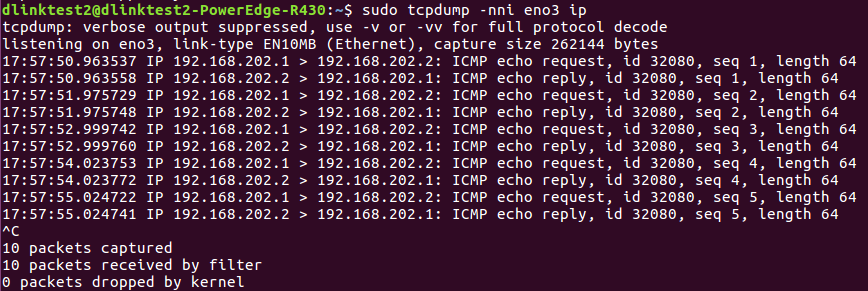 dlinktest2@dlinktest2-PowerEdge-R430:~$ sudo tcpdump -nni eno3 ip
tcpdump: verbose output suppressed, use -v or -vv for full protocol decode
listening on eno3, link-type EN10MB (Ethernet), capture size 262144 bytes
17:57:50.963537 IP 192.168.202.1 > 192.168.202.2: ICMP echo request, id 32080, seq 1, length 64
17:57:50.963558 IP 192.168.202.2 > 192.168.202.1: ICMP echo reply, id 32080, seq 1, length 64
17:57:51.975729 IP 192.168.202.1 > 192.168.202.2: ICMP echo request, id 32080, seq 2, length 64
17:57:51.975748 IP 192.168.202.2 > 192.168.202.1: ICMP echo reply, id 32080, seq 2, length 64
17:57:52.999742 IP 192.168.202.1 > 192.168.202.2: ICMP echo request, id 32080, seq 3, length 64
17:57:52.999760 IP 192.168.202.2 > 192.168.202.1: ICMP echo reply, id 32080, seq 3, length 64
17:57:54.023753 IP 192.168.202.1 > 192.168.202.2: ICMP echo request, id 32080, seq 4, length 64
17:57:54.023772 IP 192.168.202.2 > 192.168.202.1: ICMP echo reply, id 32080, seq 4, length 64
17:57:55.024722 IP 192.168.202.1 > 192.168.202.2: ICMP echo request, id 32080, seq 5, length 64
17:57:55.024741 IP 192.168.202.2 > 192.168.202.1: ICMP echo reply, id 32080, seq 5, length 64
^C
10 packets captured
10 packets received by filter
0 packets dropped by kernel